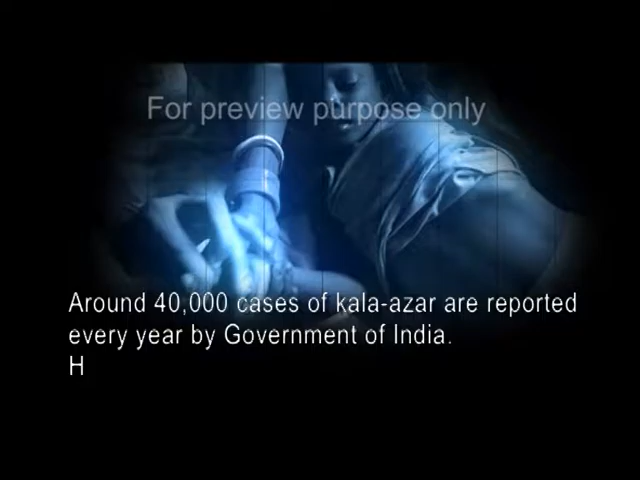 For preview purpose only
Around 40,000 cases of kala-azar are reported
every year by Government of India.
H